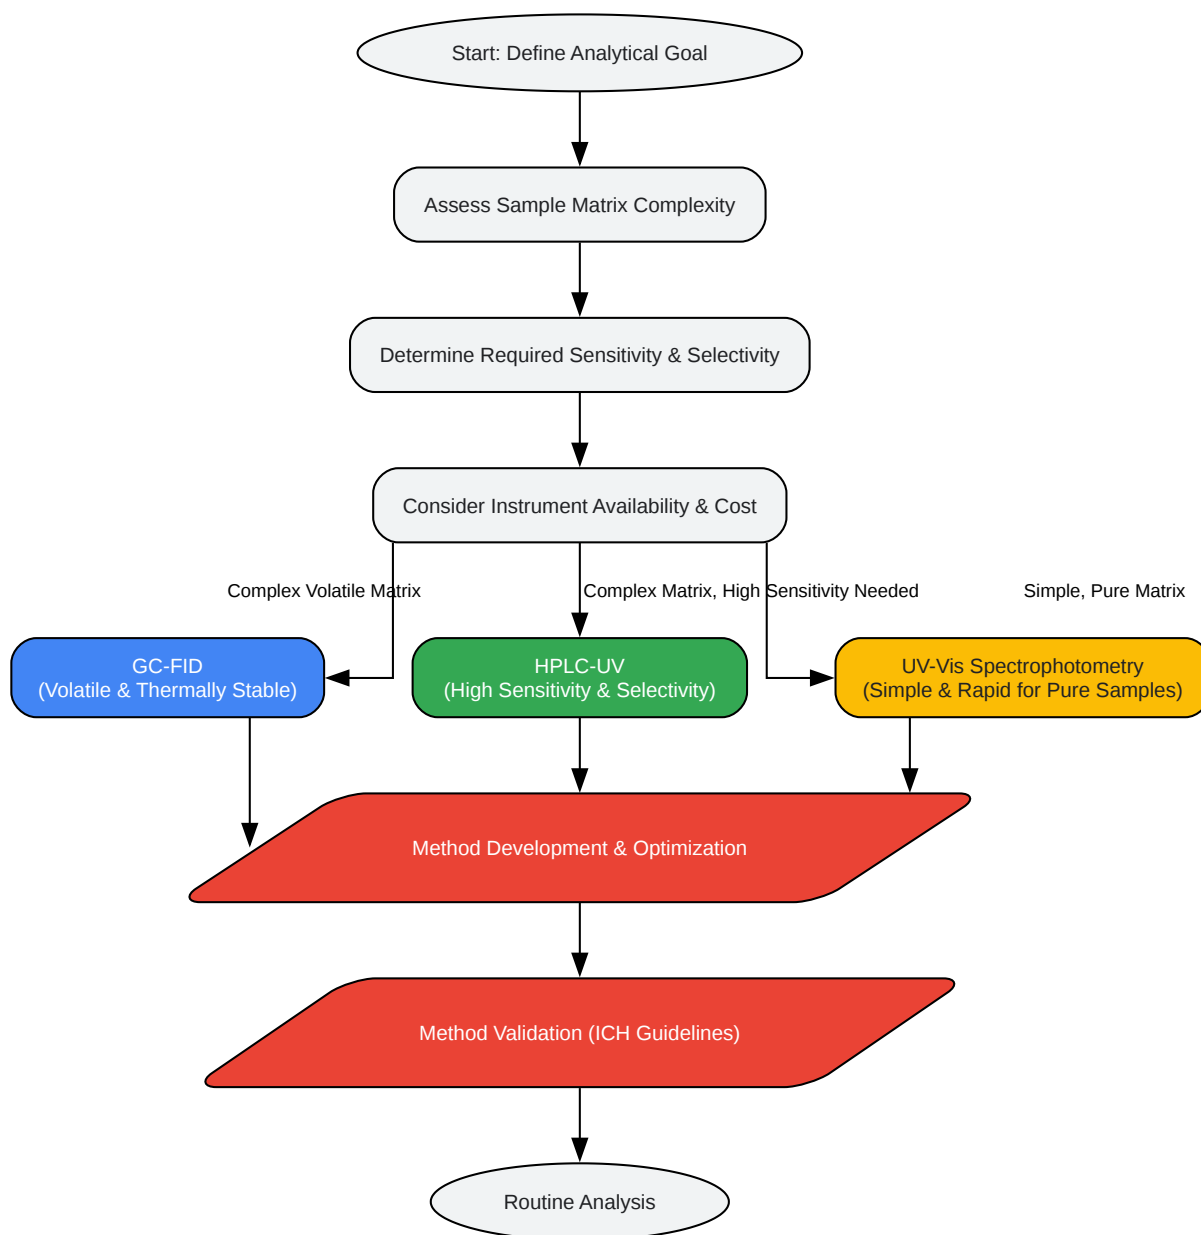 Start: Define Analytical Goal
Assess Sample Matrix Complexity
Determine Required Sensitivity & Selectivity
Consider Instrument Availability & Cost
Complex Volatile Matrix
Complex Matrix, High Sensitivity Needed
Simple, Pure Matrix
GC-FID
(Volatile & Thermally Stable)
HPLC-UV
(High Sensitivity & Selectivity)
UV-Vis Spectrophotometry
(Simple & Rapid for Pure Samples)
Method Development & Optimization
Method Validation (ICH Guidelines)
Routine Analysis